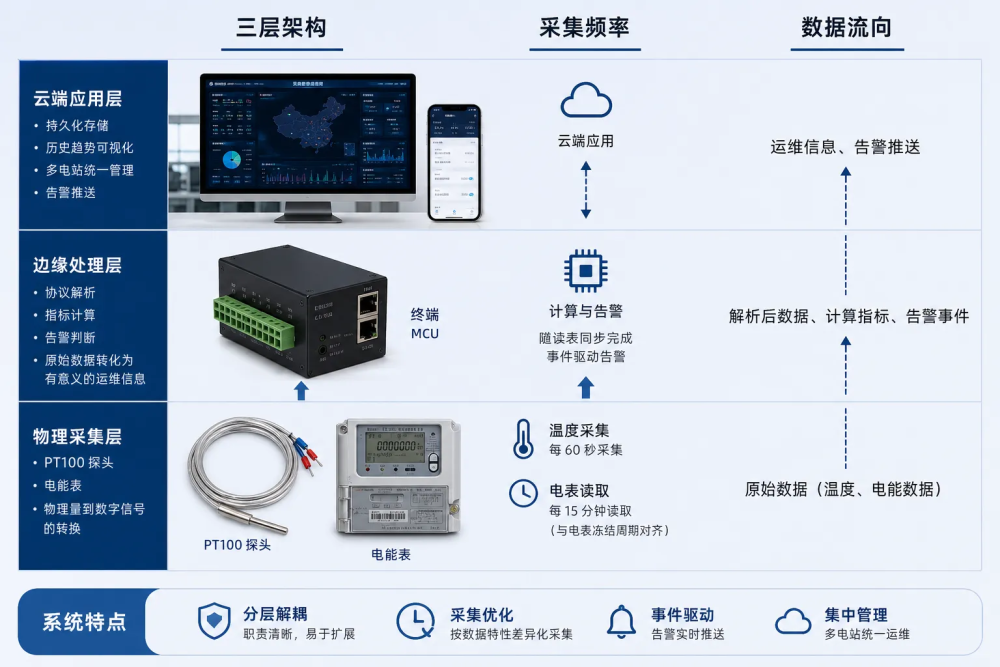 三层架构
采集频率
数据流向
云端应用层
• 持久化存储
• 历史趋势可视化
• 多电站统一管理
• 告警推送
云端应用
运维信息、告警推送
边缘处理层
• 协议解析
• 指标计算
• 告警判断
• 原始数据转化为
有意义的运维信息
终端
MCU
计算与告警
随读表同步完成
事件驱动告警
解析后数据、计算指标、告警事件
物理采集层
• PT100 探头
• 电能表
• 物理量到数字信号
的转换
PT100 探头
电能表
温度采集
每 60 秒采集
电表读取
每 15 分钟读取
（与电表冻结周期对齐）
原始数据（温度、电能数据）
系统特点
分层解耦
职责清晰，易于扩展
采集优化
按数据特性差异化采集
事件驱动
告警实时推送
集中管理
多电站统一运维